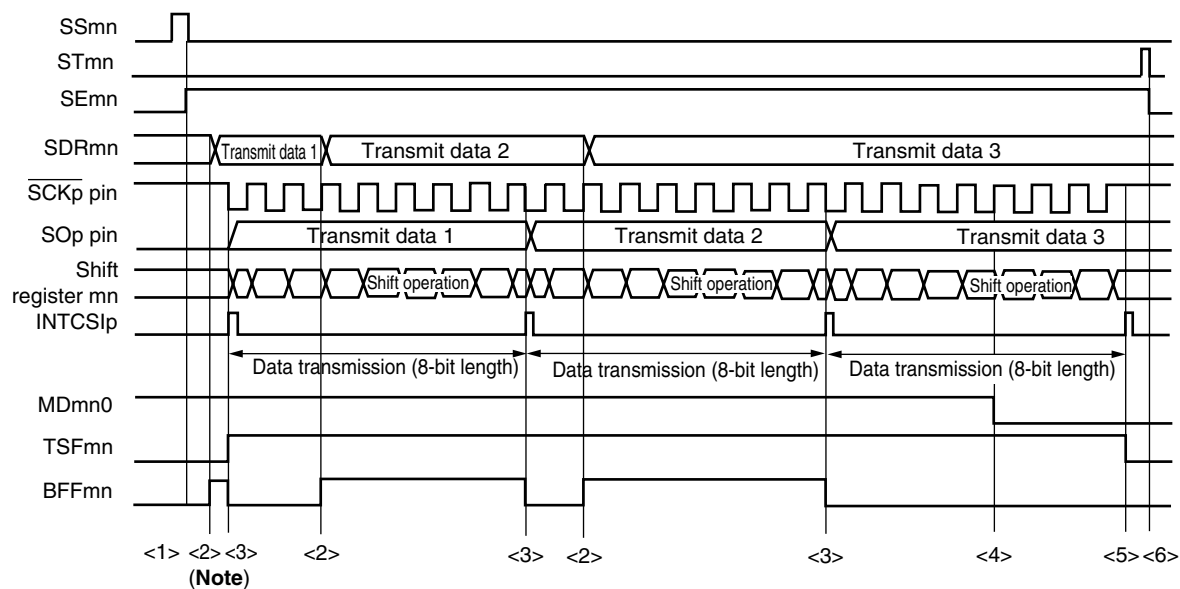 SSmn
STmn
SEmn
SDRmn Transmit data 1 Transmit data 2 Transmit data 3
SCKp pin
SOp pin Transmit data 1 Transmit data 2 Transmit data 3
Shift
register mn Shift operation Shift operation Shift operation
INTCSIp
Data transmission (8-bit length) Data transmission (8-bit length) Data transmission (8-bit length)
MDmn0
TSFmn
BFFmn
<1> <2> <3> <2> <3> <2> <3> <4> <5> <6>
(Note)